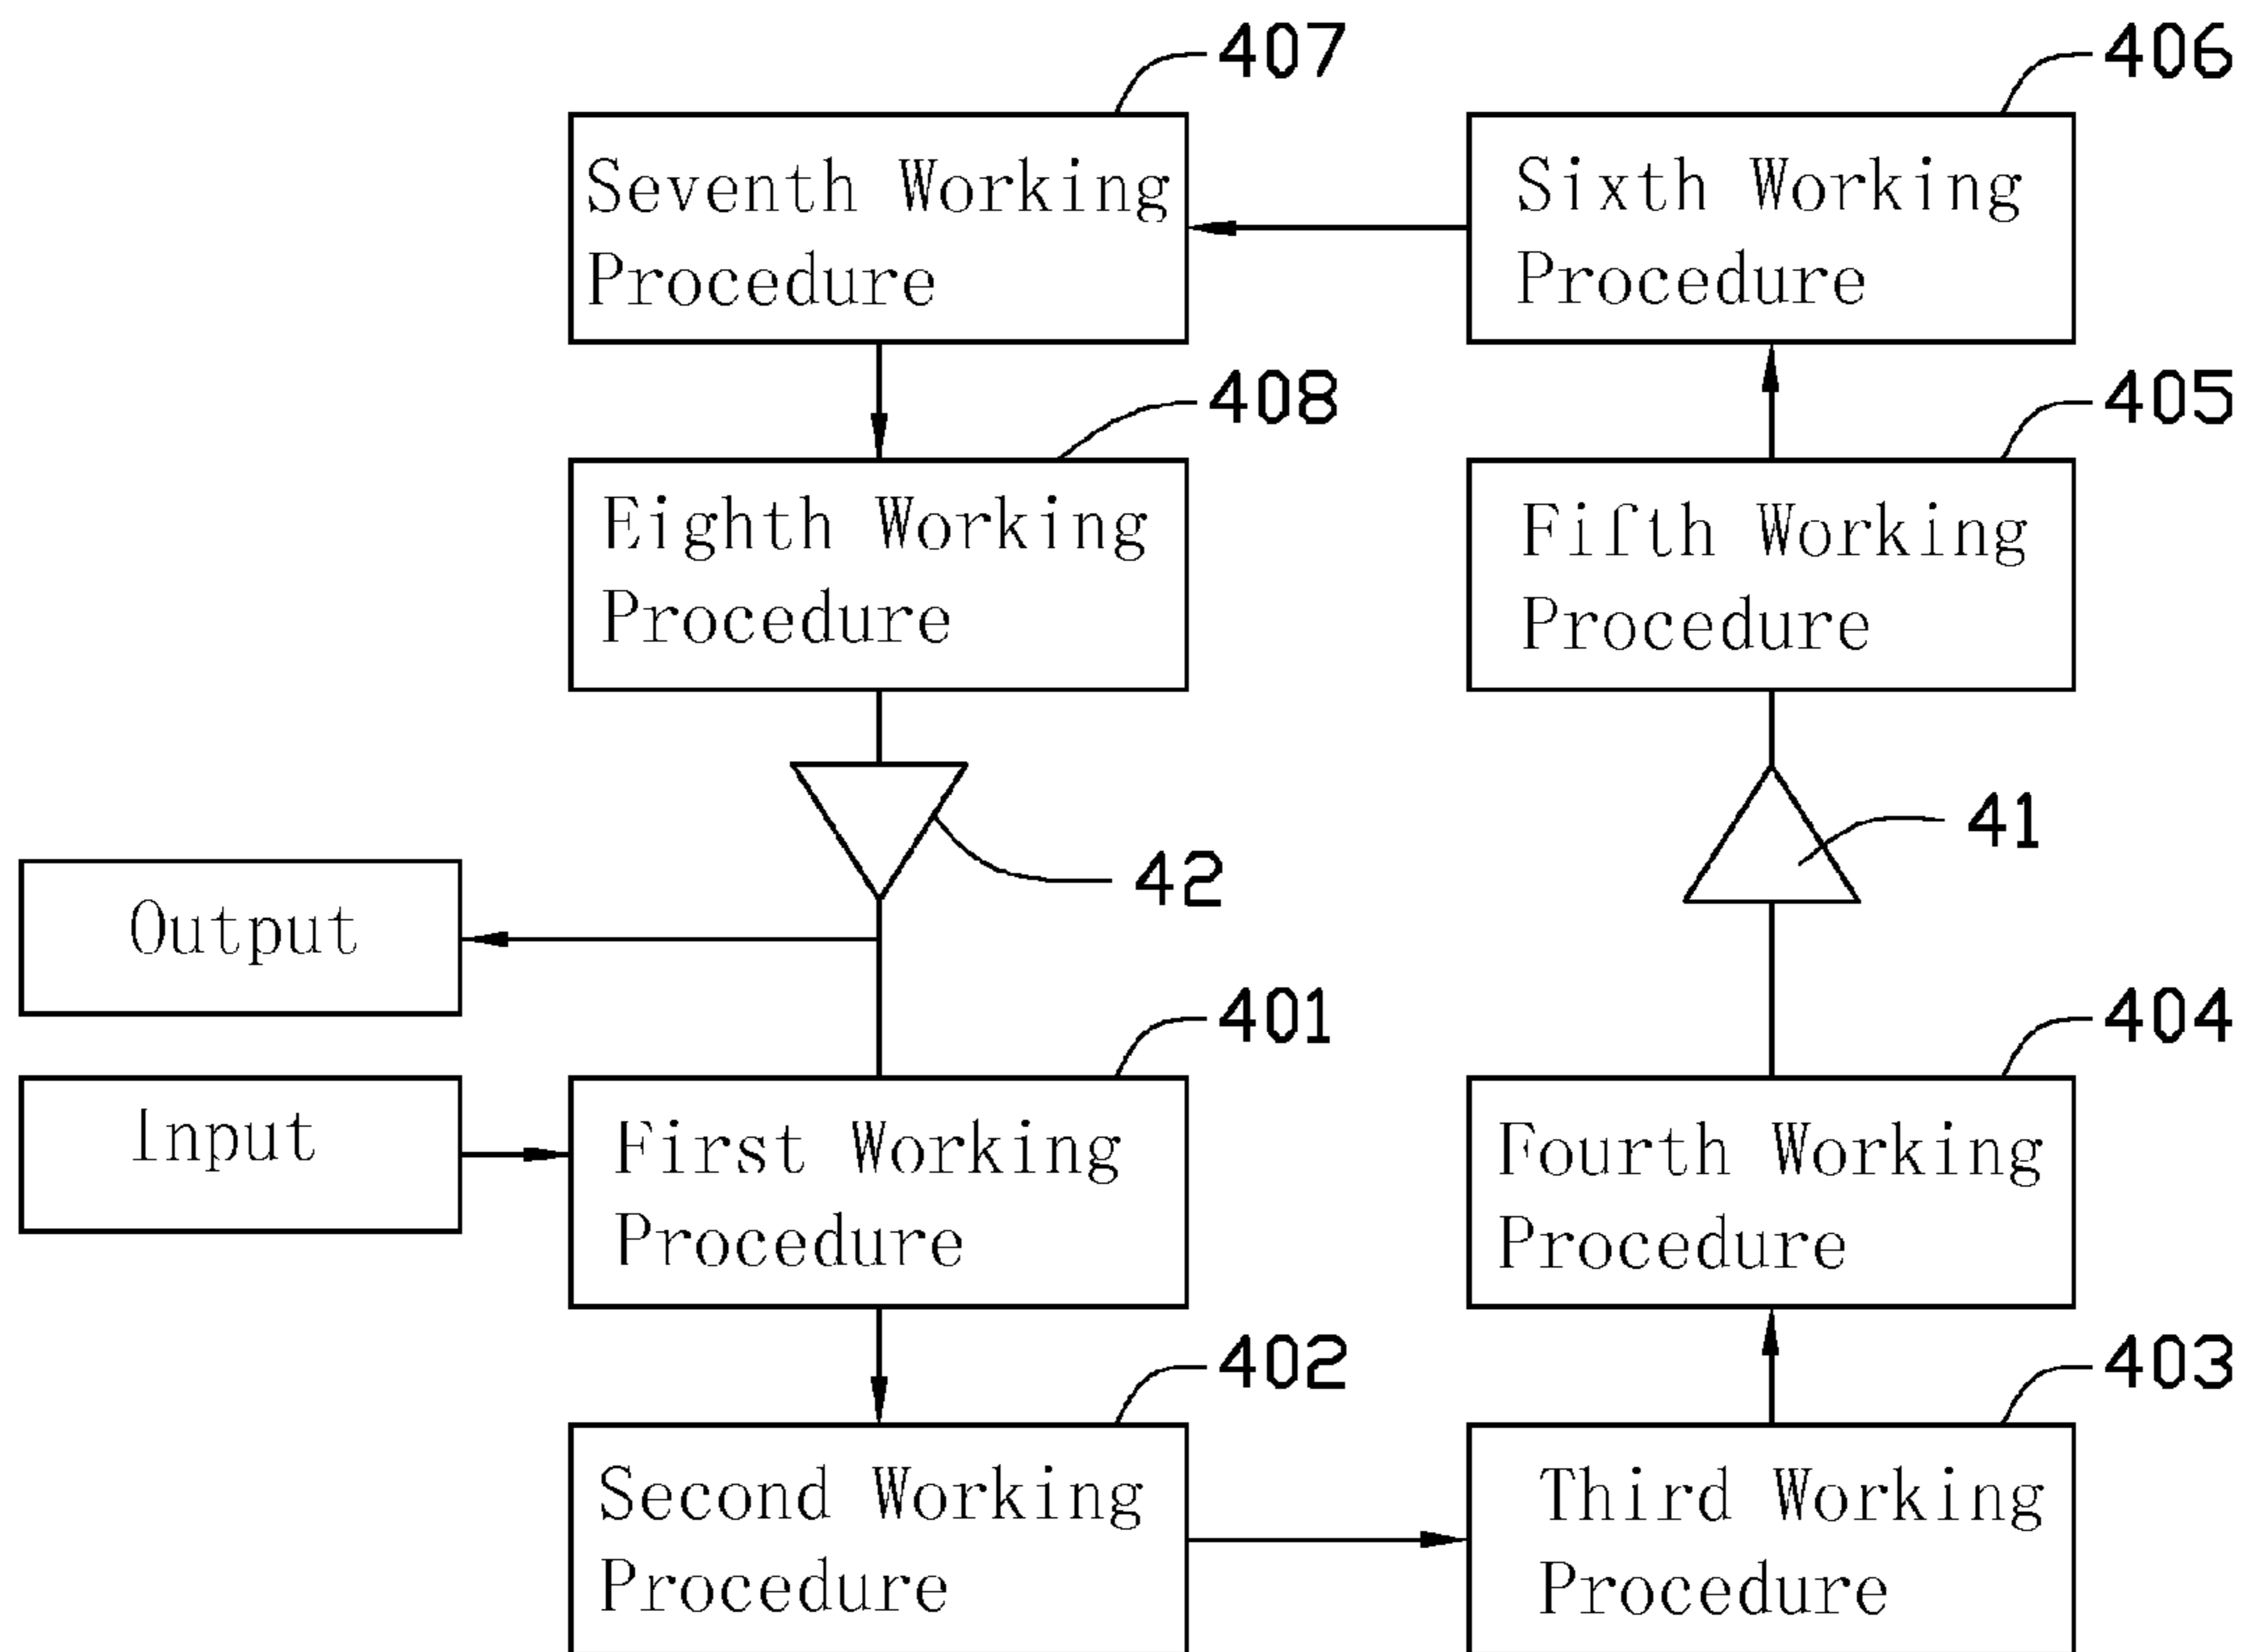 407
406
Seventh Working
Procedure
Sixth Working
Procedure
408
405
Eighth Working
Procedure
Fifth Working
Procedure
42
41
Output
401
404
Input
First Working
Procedure
Fourth Working
Procedure
402
403
Second Working
Procedure
Third Working
Procedure